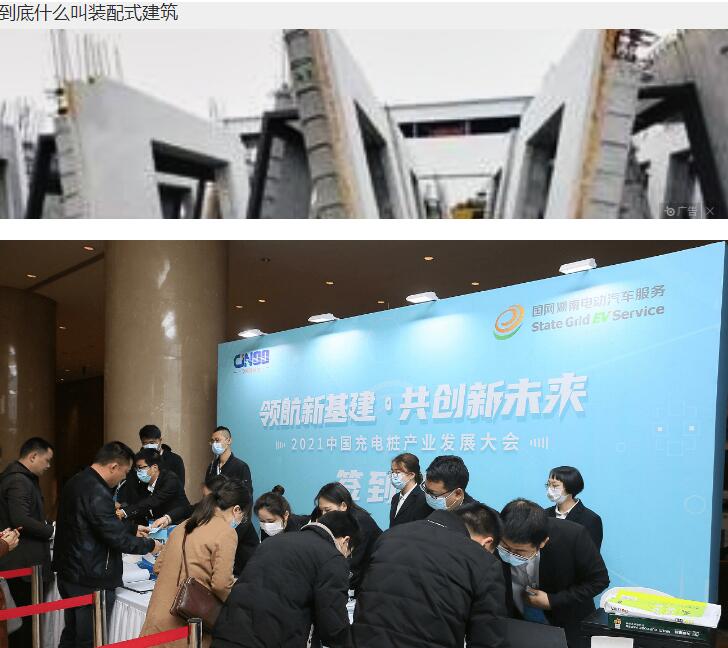 到底什么叫装配式建筑
广告
国网湖南电动汽车服务
State Grid EV Service
领航新基建·共创新未来
2021中国充电桩产业发展大会
签到